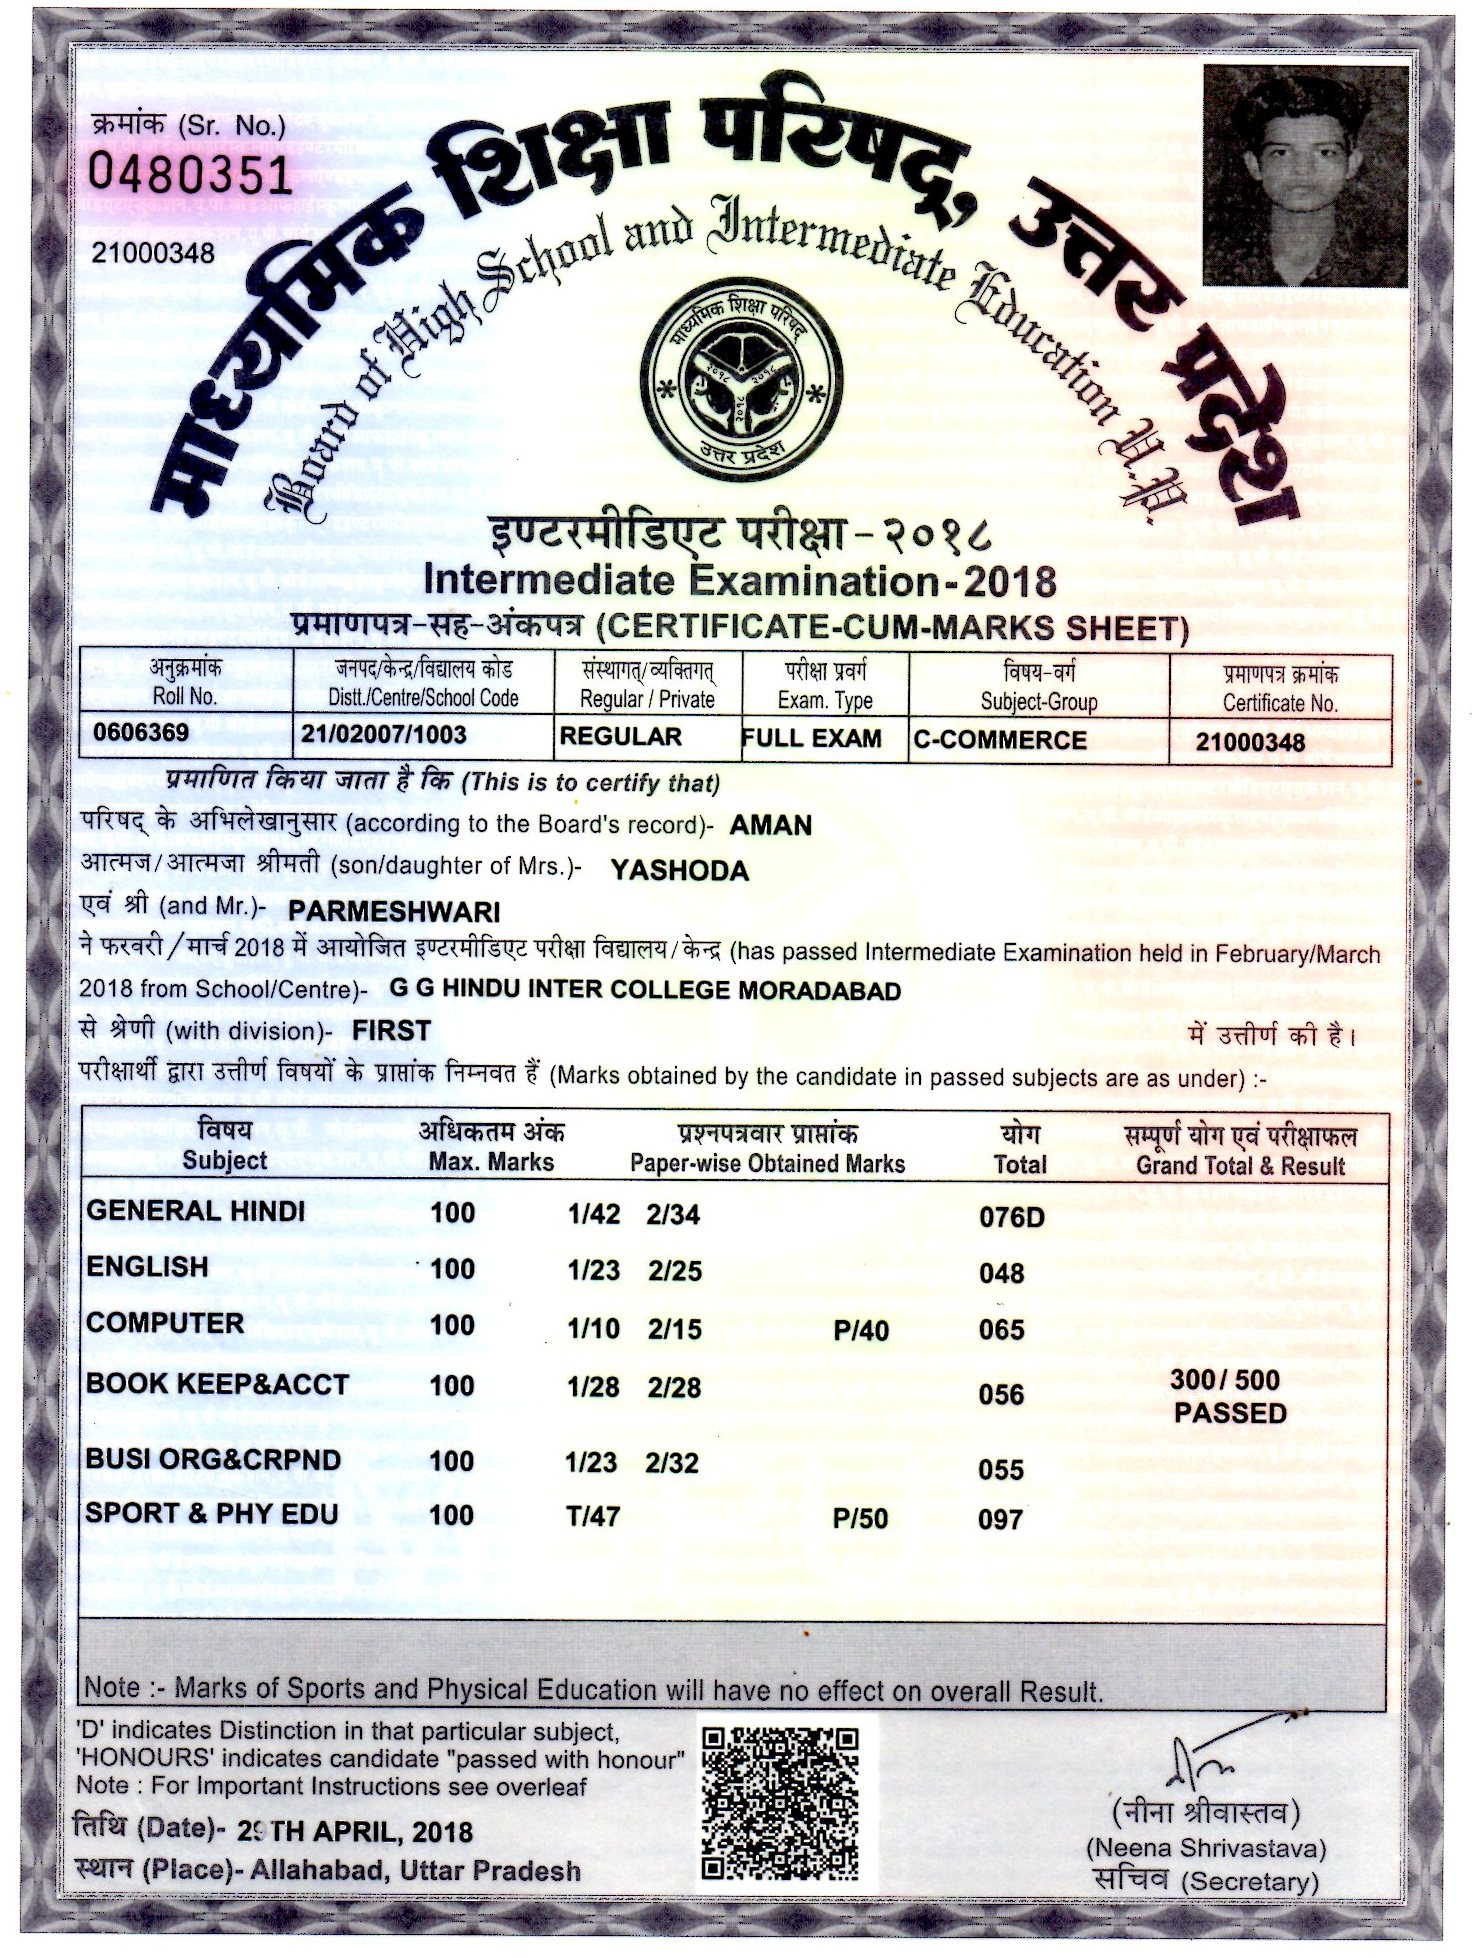 क्रमांक (Sr. No.)
0480351
21000348
माध्यमिक शिक्षा परिषद्, उत्तर प्रदेश
Board of High School and Intermediate Education U.P.
माध्यमिक शिक्षा परिषद्
२०१८ २०१८
२०१८
उत्तर प्रदेश
इण्टरमीडिएट परीक्षा-२०१८
Intermediate Examination-2018
प्रमाणपत्र-सह-अंकपत्र (CERTIFICATE-CUM-MARKS SHEET)
अनुक्रमांक जनपद/केन्द्र/विद्यालय कोड संस्थागत्/व्यक्तिगत् परीक्षा प्रवर्ग विषय-वर्ग प्रमाणपत्र क्रमांक
Roll No. Distt./Centre/School Code Regular / Private Exam. Type Subject-Group Certificate No.
0606369 21/02007/1003 REGULAR FULL EXAM C-COMMERCE 21000348
प्रमाणित किया जाता है कि (This is to certify that)
परिषद् के अभिलेखानुसार (according to the Board's record)- AMAN
आत्मज/आत्मजा श्रीमती (son/daughter of Mrs.)- YASHODA
एवं श्री (and Mr.)- PARMESHWARI
ने फरवरी/मार्च 2018 में आयोजित इण्टरमीडिएट परीक्षा विद्यालय/केन्द्र (has passed Intermediate Examination held in February/March
2018 from School/Centre)- G G HINDU INTER COLLEGE MORADABAD
से श्रेणी (with division)- FIRST में उत्तीर्ण की है।
परीक्षार्थी द्वारा उत्तीर्ण विषयों के प्राप्तांक निम्नवत हैं (Marks obtained by the candidate in passed subjects are as under) :-
विषय अधिकतम अंक प्रश्नपत्रवार प्राप्तांक योग सम्पूर्ण योग एवं परीक्षाफल
Subject Max. Marks Paper-wise Obtained Marks Total Grand Total & Result
GENERAL HINDI 100 1/42 2/34 076D
ENGLISH 100 1/23 2/25 048
COMPUTER 100 1/10 2/15 P/40 065
BOOK KEEP&ACCT 100 1/28 2/28 056 300/ 500
PASSED
BUSI ORG&CRPND 100 1/23 2/32 055
SPORT & PHY EDU 100 T/47 P/50 097
Note :- Marks of Sports and Physical Education will have no effect on overall Result.
'D' indicates Distinction in that particular subject,
'HONOURS' indicates candidate "passed with honour"
Note : For Important Instructions see overleaf
तिथि (Date)- 29TH APRIL, 2018
स्थान (Place)- Allahabad, Uttar Pradesh
(नीना श्रीवास्तव)
(Neena Shrivastava)
सचिव (Secretary)